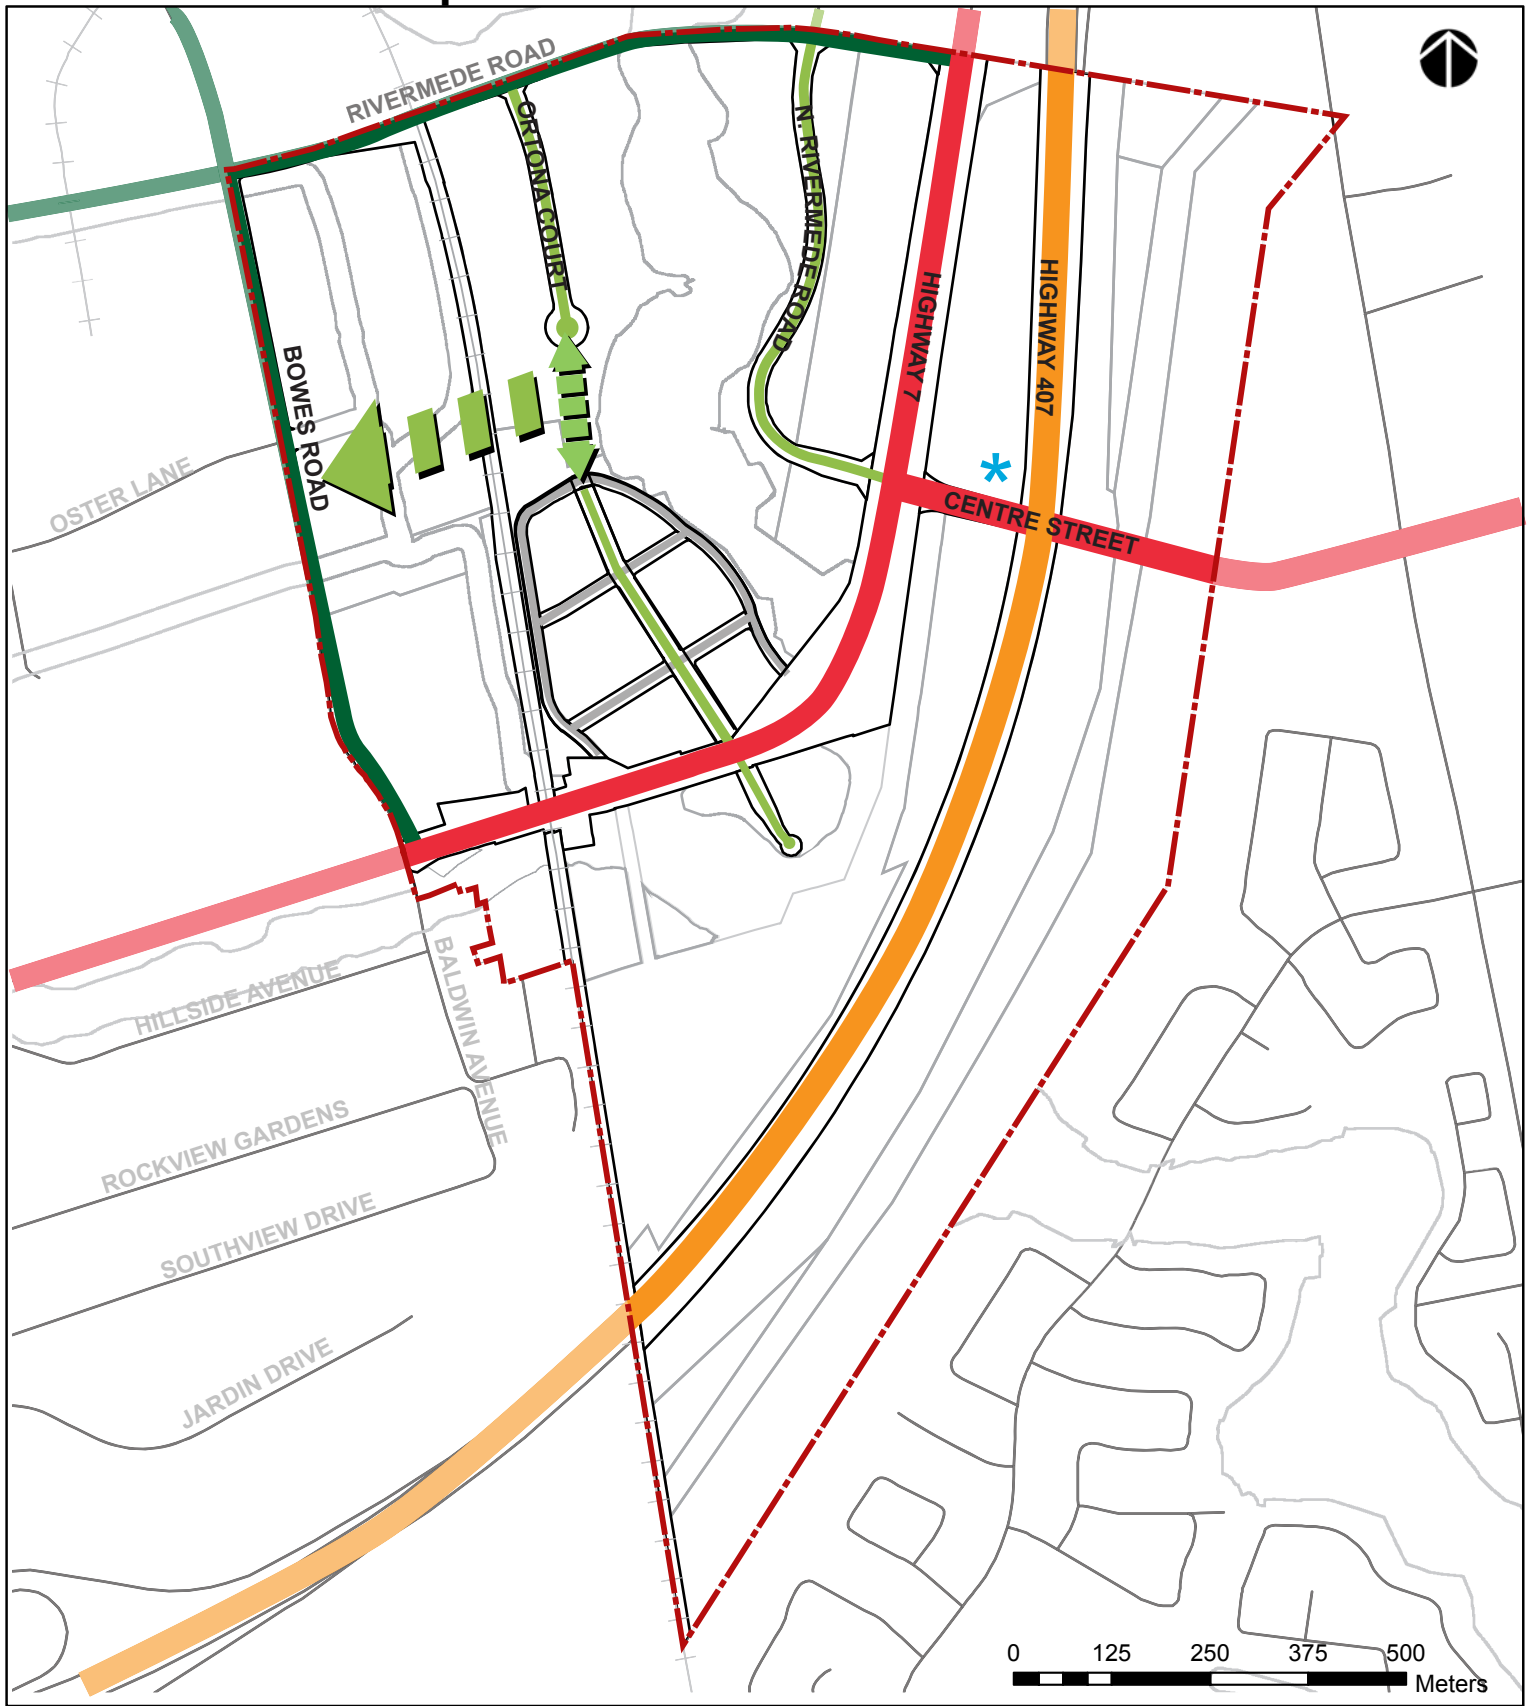 RIVERMEDE ROAD
ORTONA COURT
N. RIVERMEDE ROAD
HIGHWAY 7
HIGHWAY 407
BOWES ROAD
OSTER LANE
*
CENTRE STREET
HILLSIDE AVENUE
BALDWIN AVENUE
ROCKVIEW GARDENS
SOUTHVIEW DRIVE
JARDIN DRIVE
0 125 250 375 500
Meters